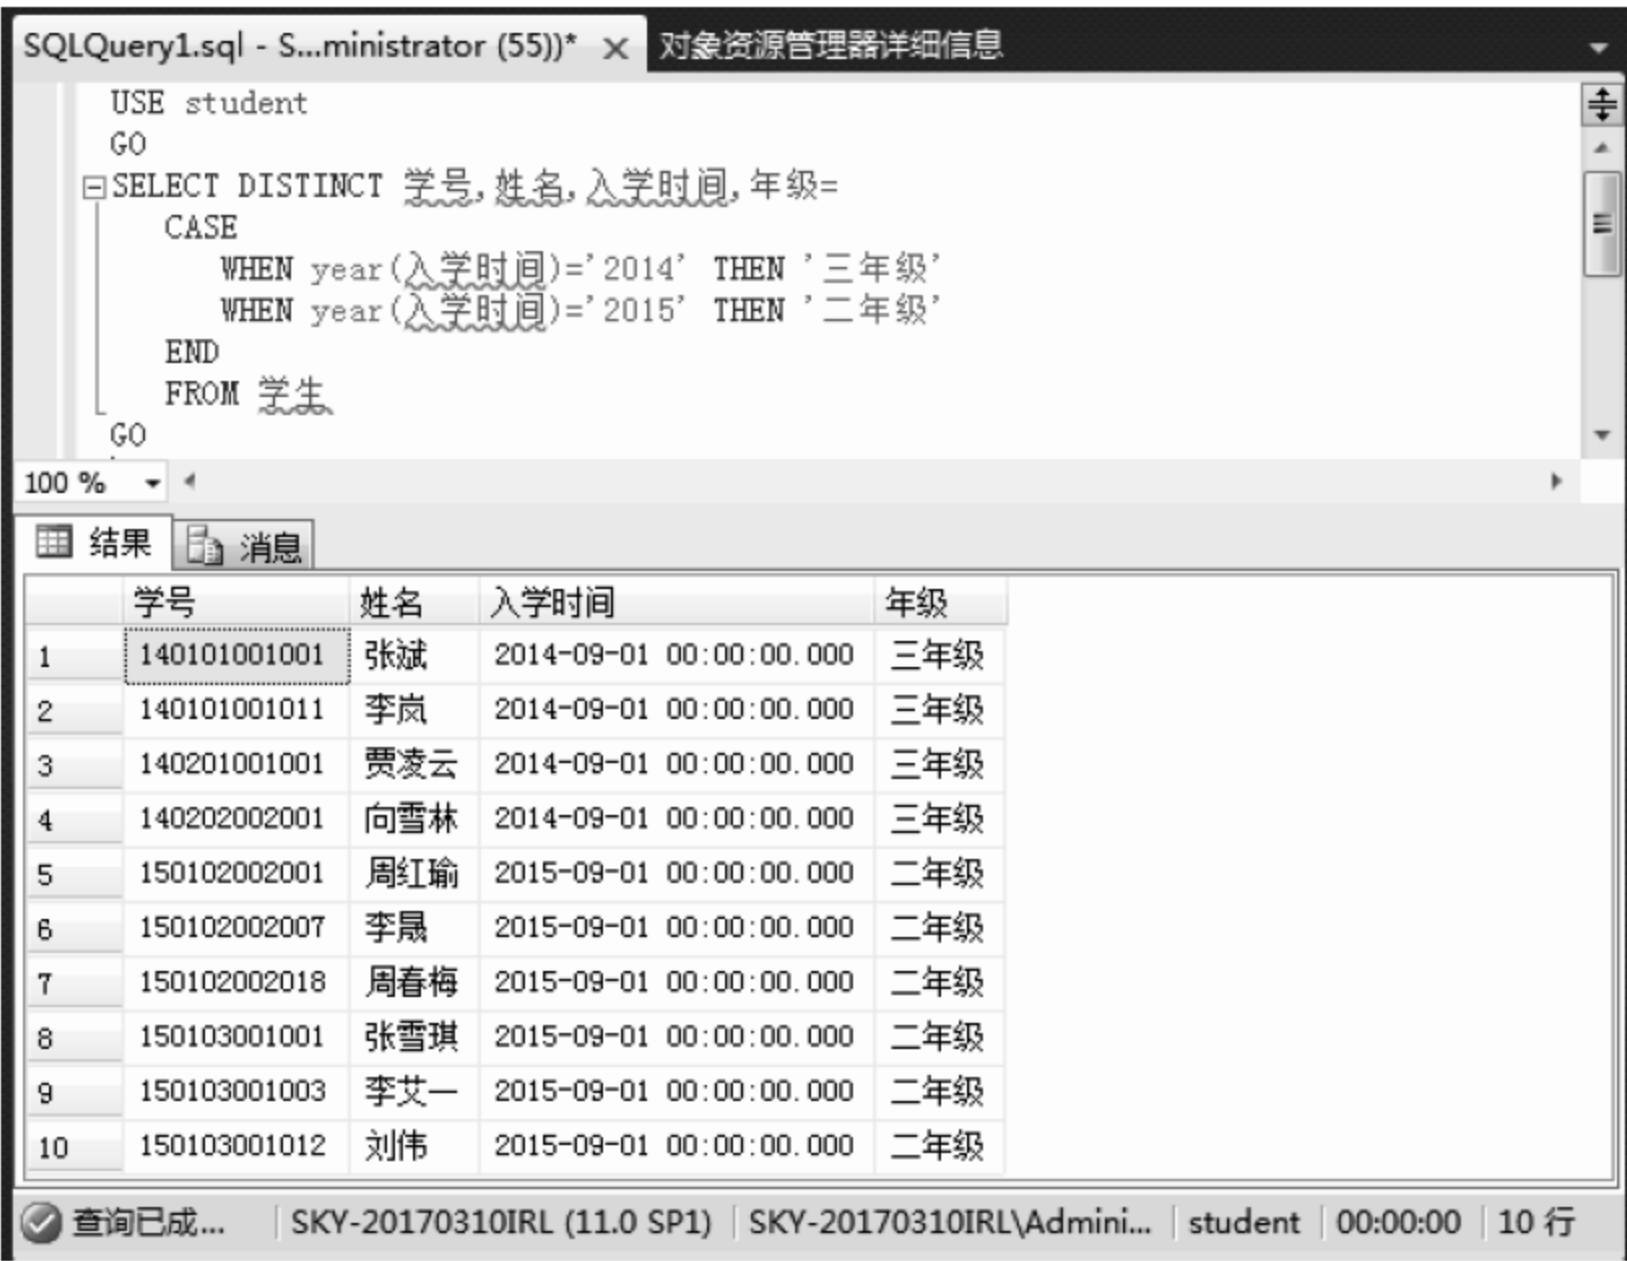 SQLQuery1.sql - S...ministrator (55))* × 对象资源管理器详细信息
USE student
GO
SELECT DISTINCT 学号,姓名,入学时间,年级=
CASE
WHEN year(入学时间)='2014' THEN '三年级'
WHEN year(入学时间)='2015' THEN '二年级'
END
FROM 学生
GO
100 %
结果 消息
学号 姓名 入学时间 年级
1 140101001001 张斌 2014-09-01 00:00:00.000 三年级
2 140101001011 李岚 2014-09-01 00:00:00.000 三年级
3 140201001001 贾凌云 2014-09-01 00:00:00.000 三年级
4 140202002001 向雪林 2014-09-01 00:00:00.000 三年级
5 150102002001 周红瑜 2015-09-01 00:00:00.000 二年级
6 150102002007 李晟 2015-09-01 00:00:00.000 二年级
7 150102002018 周春梅 2015-09-01 00:00:00.000 二年级
8 150103001001 张雪琪 2015-09-01 00:00:00.000 二年级
9 150103001003 李艾一 2015-09-01 00:00:00.000 二年级
10 150103001012 刘伟 2015-09-01 00:00:00.000 二年级
查询已成... SKY-20170310IRL (11.0 SP1) SKY-20170310IRL\Admini... student 00:00:00 10 行